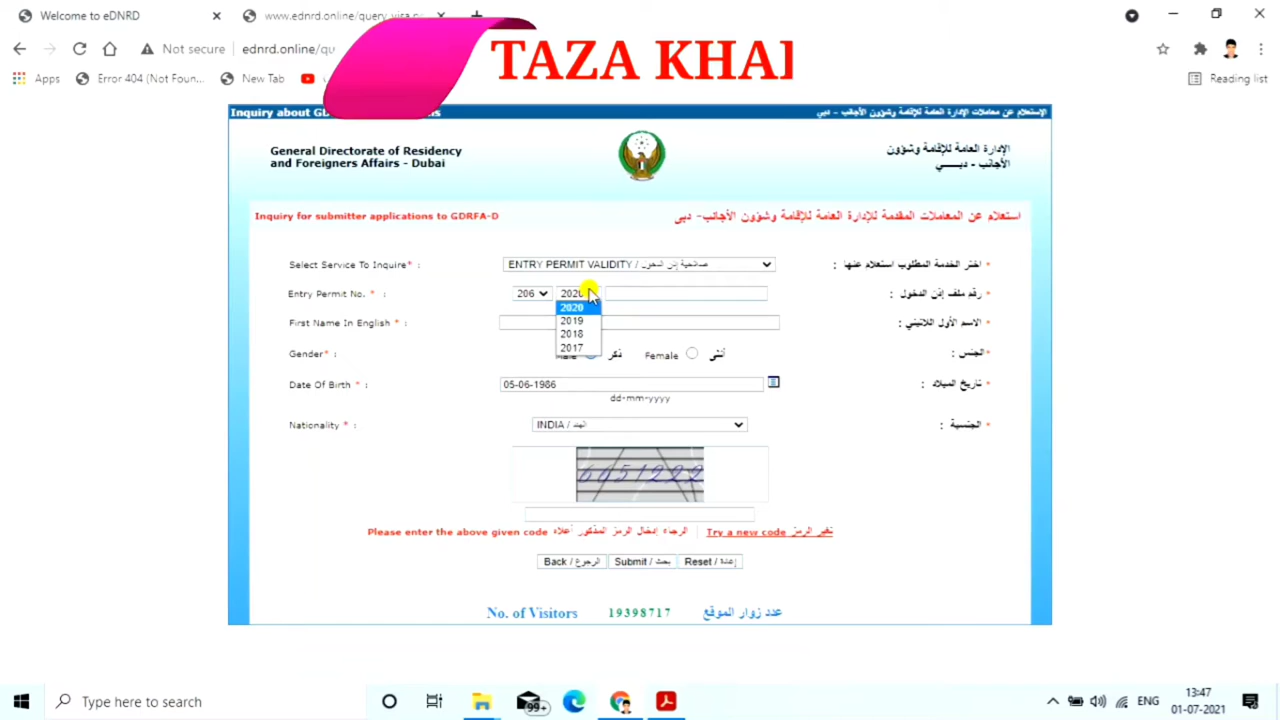 Welcome to eDNRD
www.ednrd.online/query_visa.p
Not secure
ednrd.online/qu
TAZA KHA
Apps
Error 404 (Not Foun...
New Tab
Reading list
Inquiry about
الإستعلام عن معاملات الإدارة العامة للإقامة وشؤون الأجانب - دبي
General Directorate of Residency
and Foreigners Affairs - Dubai
الإدارة العامة للإقامة وشؤون
الأجانب - دبـــــي
Inquiry for submitter applications to GDRFA-D
استعلام عن المعاملات المقدمة للإدارة العامة للإقامة وشؤون الأجانب- دبى
Select Service To Inquire* :
ENTRY PERMIT VALIDITY / صلاحية إذن الدخول
* اختر الخدمة المطلوب استعلام عنها :
Entry Permit No. * :
206
2020
* رقم ملف إذن الدخول :
2020
2019
2018
2017
First Name In English * :
* الاسم الأول اللاتيني :
Gender* :
Male
ذكر
Female
أنثى
* الجنس :
Date Of Birth * :
05-06-1986
* تاريخ الميلاد :
dd-mm-yyyy
Nationality * :
INDIA / الهند
* الجنسية :
6651222
Please enter the above given code الرجاء إدخال الرمز المذكور أعلاه
Try a new code تغير الرمز
Back / الرجوع
Submit / بحث
Reset / إعادة
No. of Visitors 19398717 عدد زوار الموقع
Type here to search
99+
ENG
13:47
01-07-2021